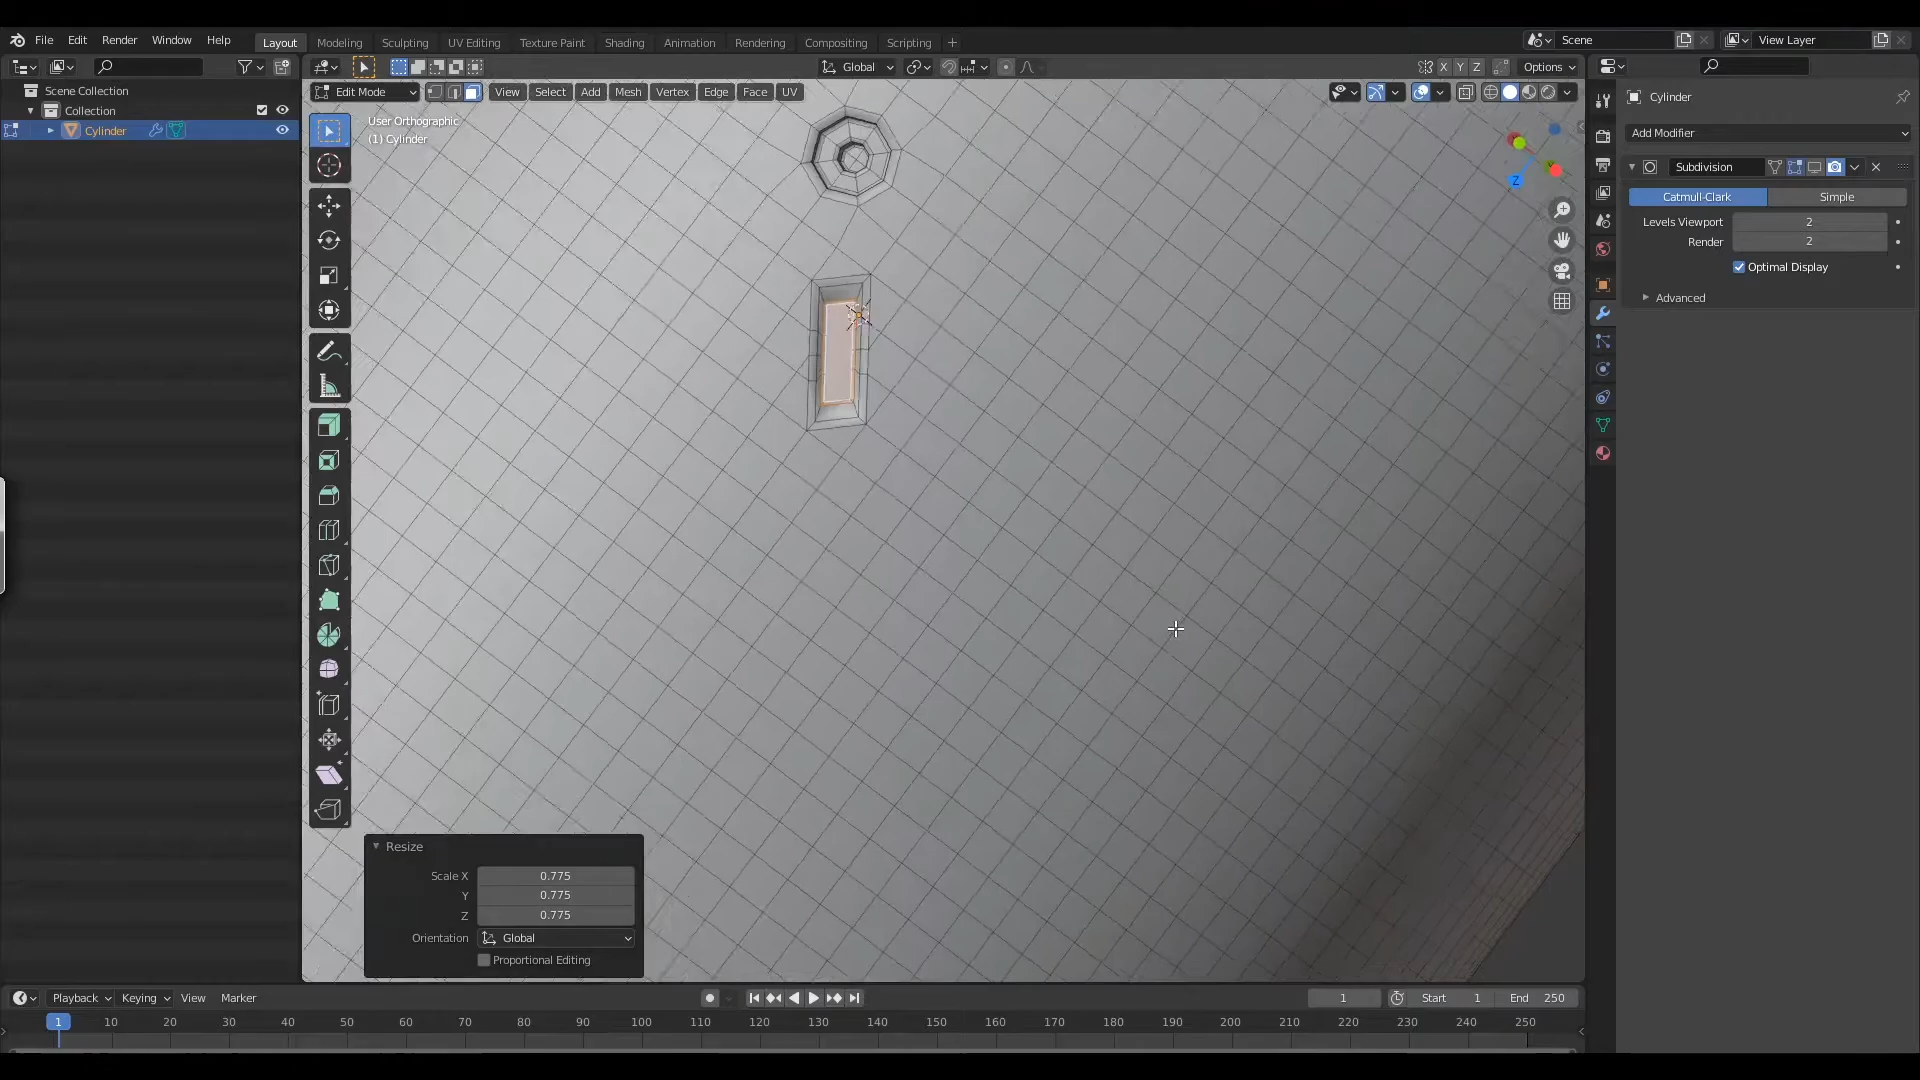 File Edit Render Window Help
Layout Modeling Sculpting UV Editing Texture Paint Shading Animation Rendering Compositing Scripting +
Scene
View Layer
Global
X Y Z
Options
Scene Collection
Collection
Cylinder
Edit Mode
View Select Add Mesh Vertex Edge Face UV
User Orthographic
(1) Cylinder
Z
Y
Cylinder
Add Modifier
Subdivision
Catmull-Clark Simple
Levels Viewport 2
Render 2
Optimal Display
Advanced
Resize
Scale X 0.775
Y 0.775
Z 0.775
Orientation Global
Proportional Editing
Playback Keying View Marker
1
Start 1 End 250
1 10 20 30 40 50 60 70 80 90 100 110 120 130 140 150 160 170 180 190 200 210 220 230 240 250